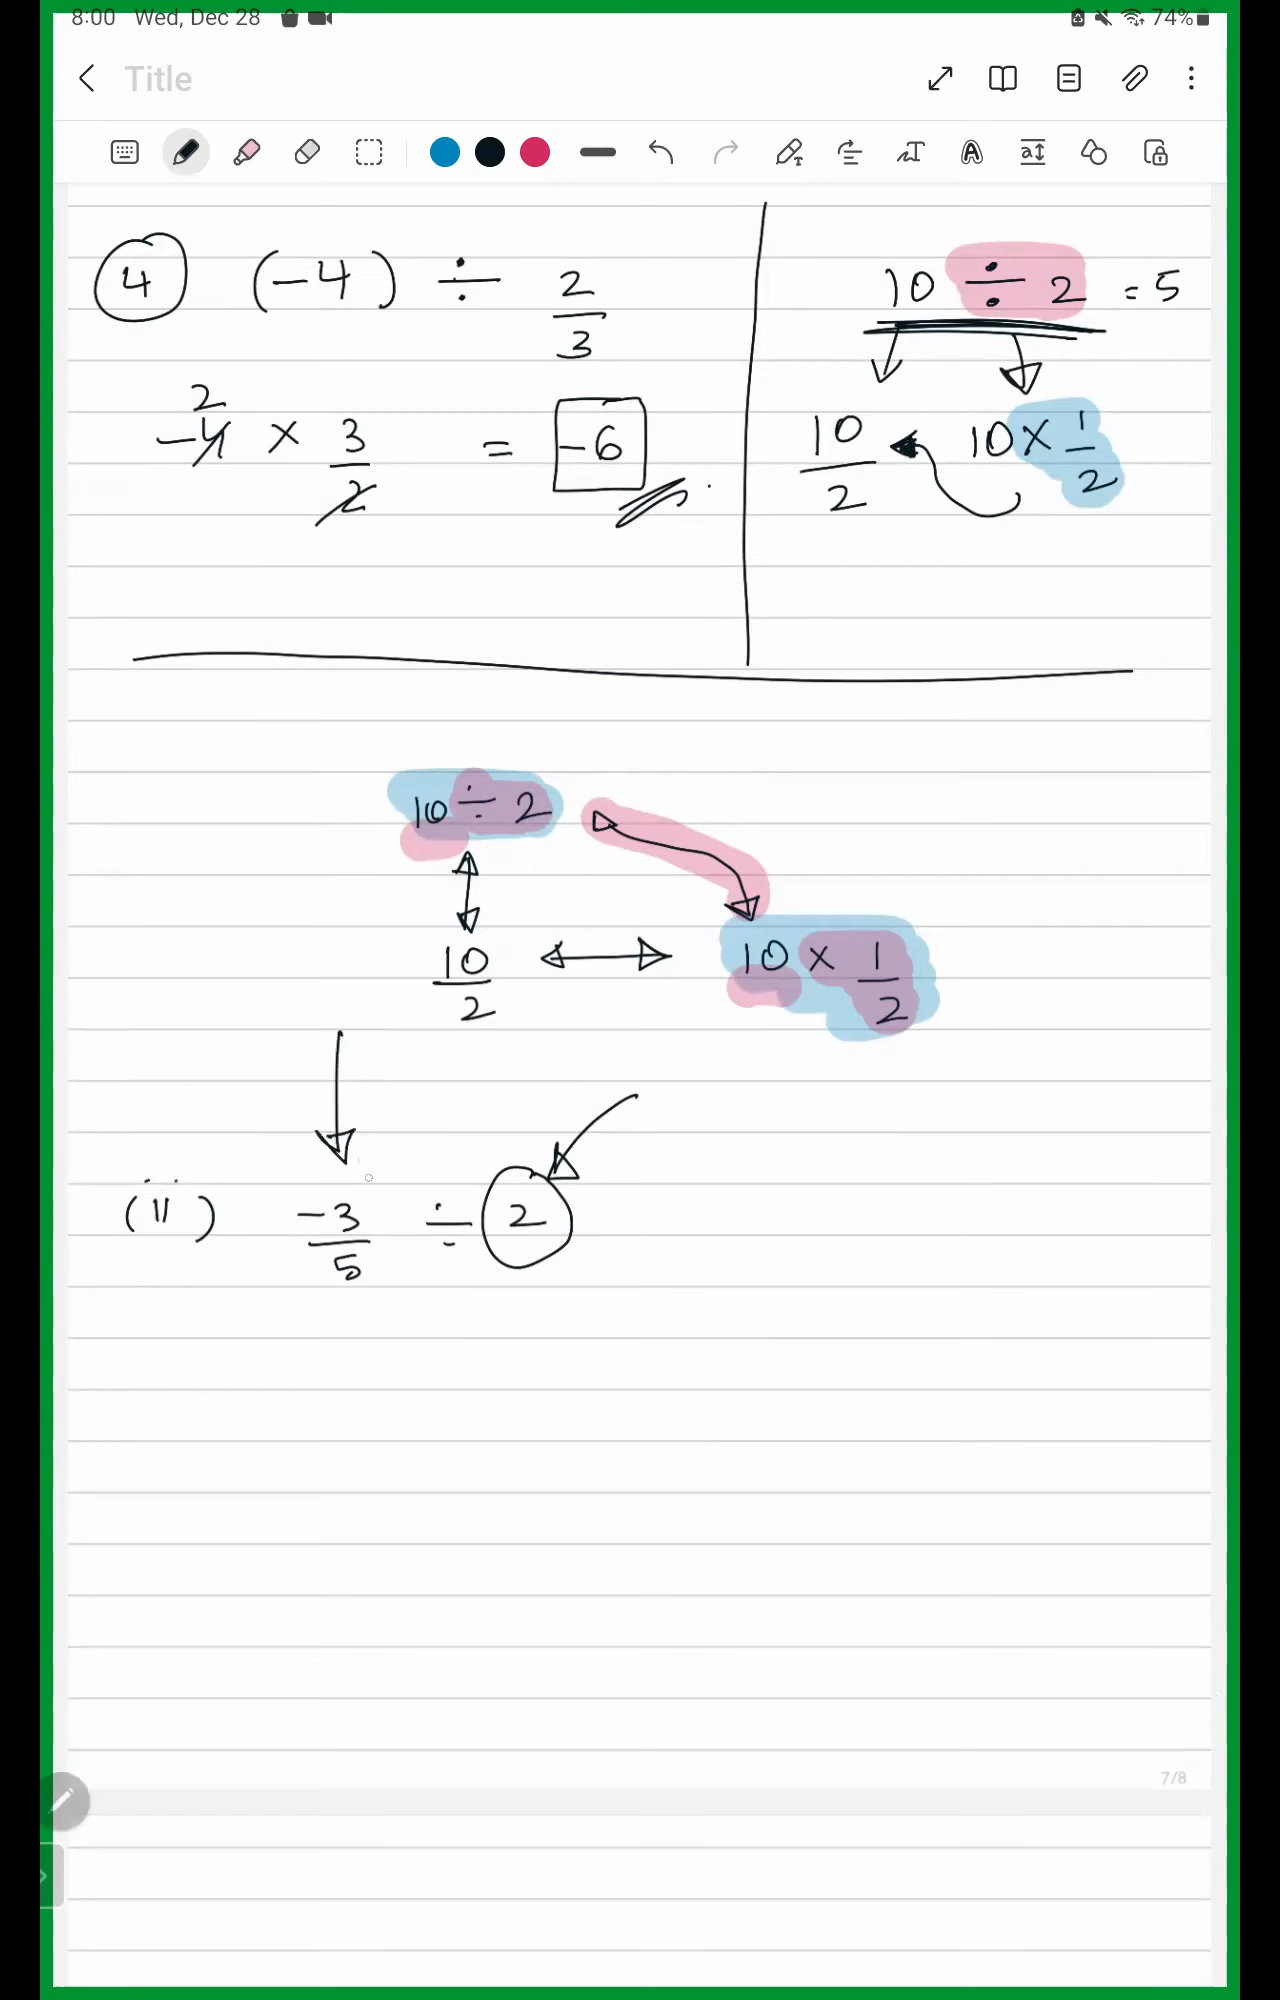 8:00 Wed, Dec 28 74%
Title
4 (-4) ÷ 2/3
2
-4 × 3/2 = -6
10 ÷ 2 = 5
10/2 10 × 1/2
10 ÷ 2
10/2 10 × 1/2
(ii) -3/5 ÷ 2
7/8